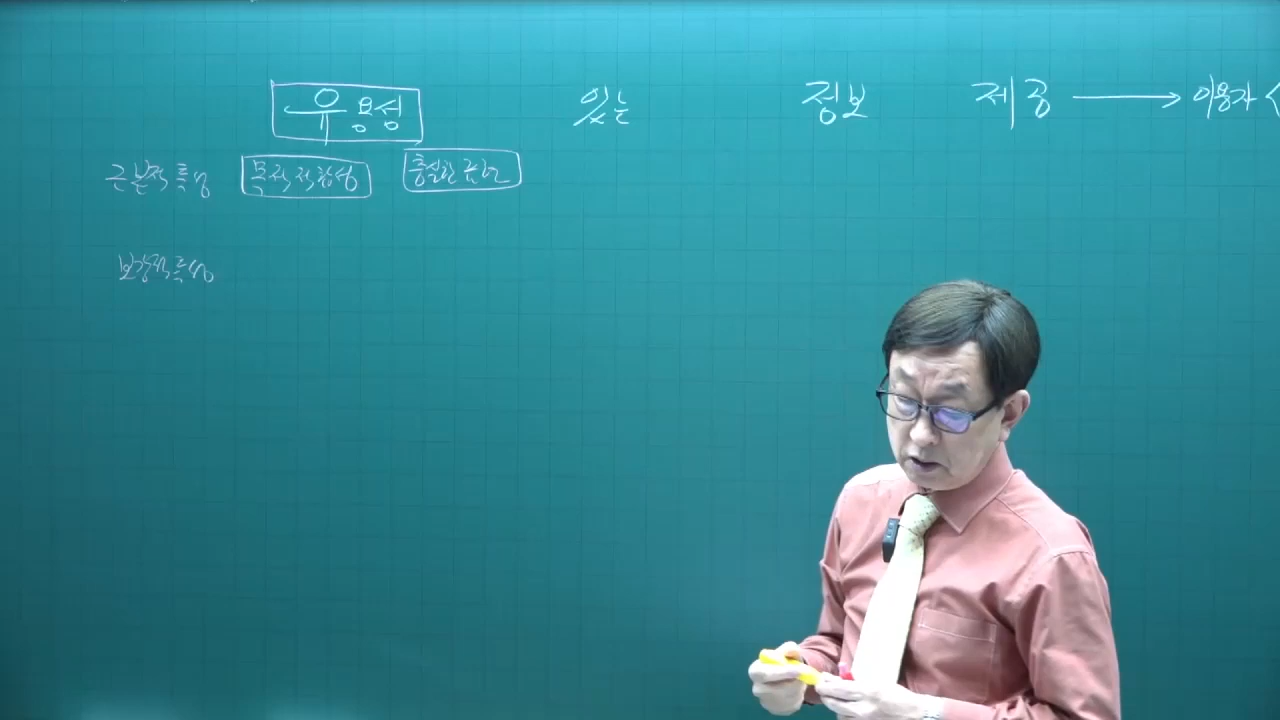 유용성 있는 정보 제공 → 이용자 <
근본적특성 목적적합성 충실한표현
보강적특성